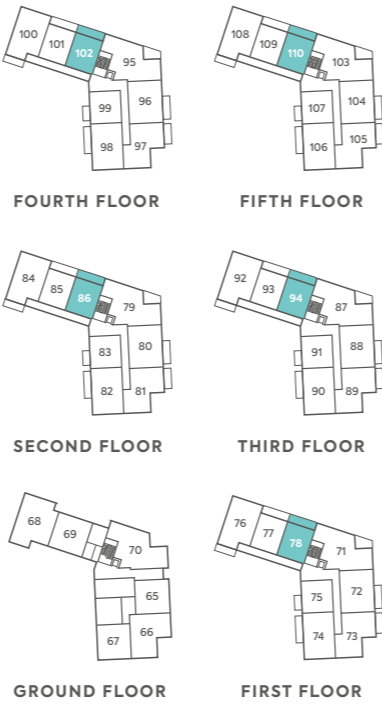 100 101 102 95
99 96
98 97
FOURTH FLOOR
108 109 110 103
107 104
106 105
FIFTH FLOOR
84 85 86 79
83 80
82 81
SECOND FLOOR
92 93 94 87
91 88
90 89
THIRD FLOOR
68 69 70
65
67 66
GROUND FLOOR
76 77 78 71
75 72
74 73
FIRST FLOOR